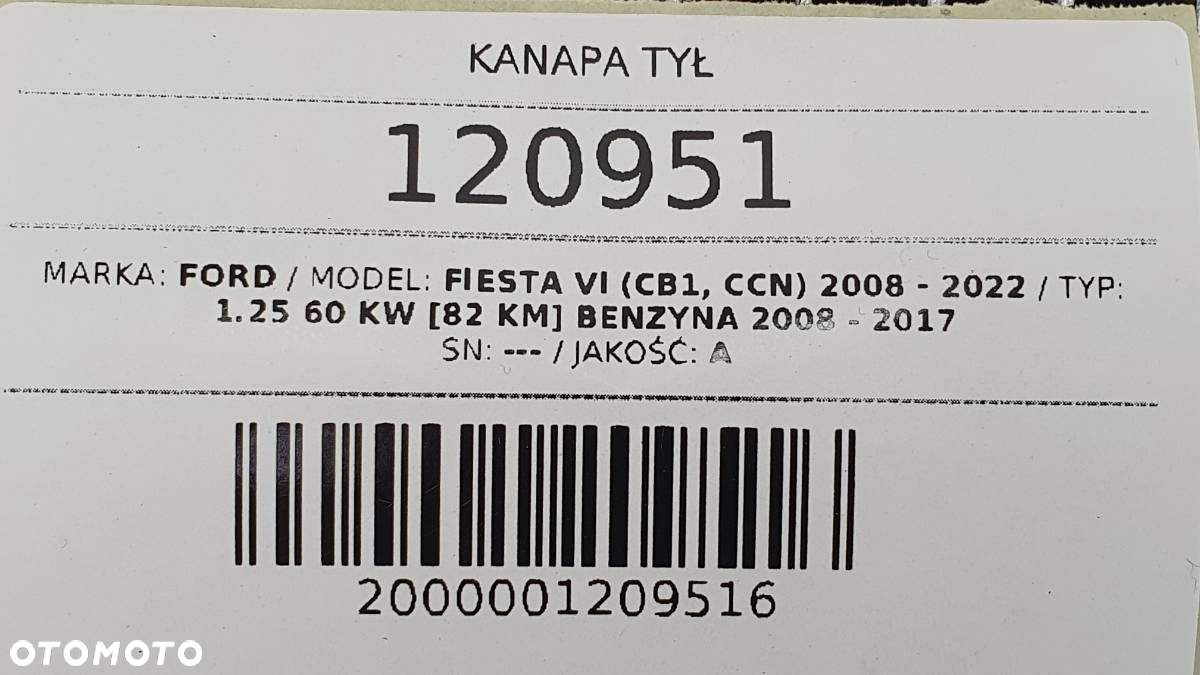 KANAPA TYŁ
120951
MARKA: FORD / MODEL: FIESTA VI (CB1, CCN) 2008 - 2022 / TYP:
1.25 60 KW [82 KM] BENZYNA 2008 - 2017
SN: --- / JAKOŚĆ: A
2000001209516
OTOMOTO